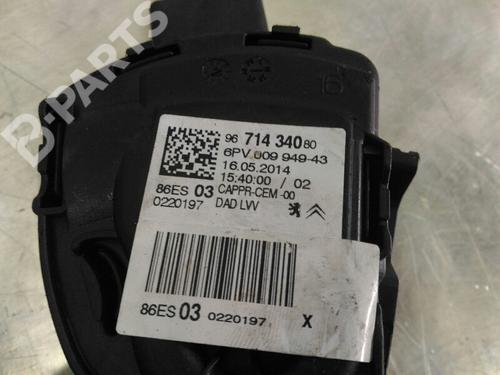 B-PARTS
6
96 714 340 80
6PV 009 949-43
16.05.2014
15:40:00 / 02
86ES 03 CAPPR-CEM -00
0220197 DAD LVV
86ES 03 0220197 X